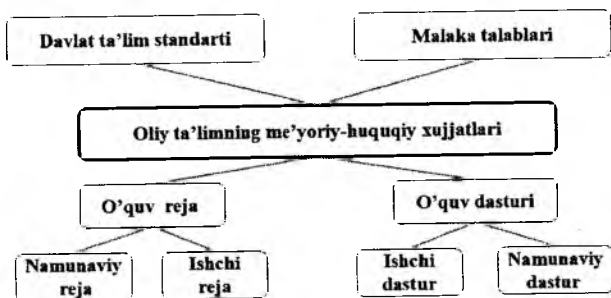 Davlat ta’lim standarti
Malaka talablari
Oliy ta’limning me’yoriy-huquqiy xujjatlari
O’quv reja
O’quv dasturi
Namunaviy
reja
Ishchi
reja
Ishchi
dastur
Namunaviy
dastur